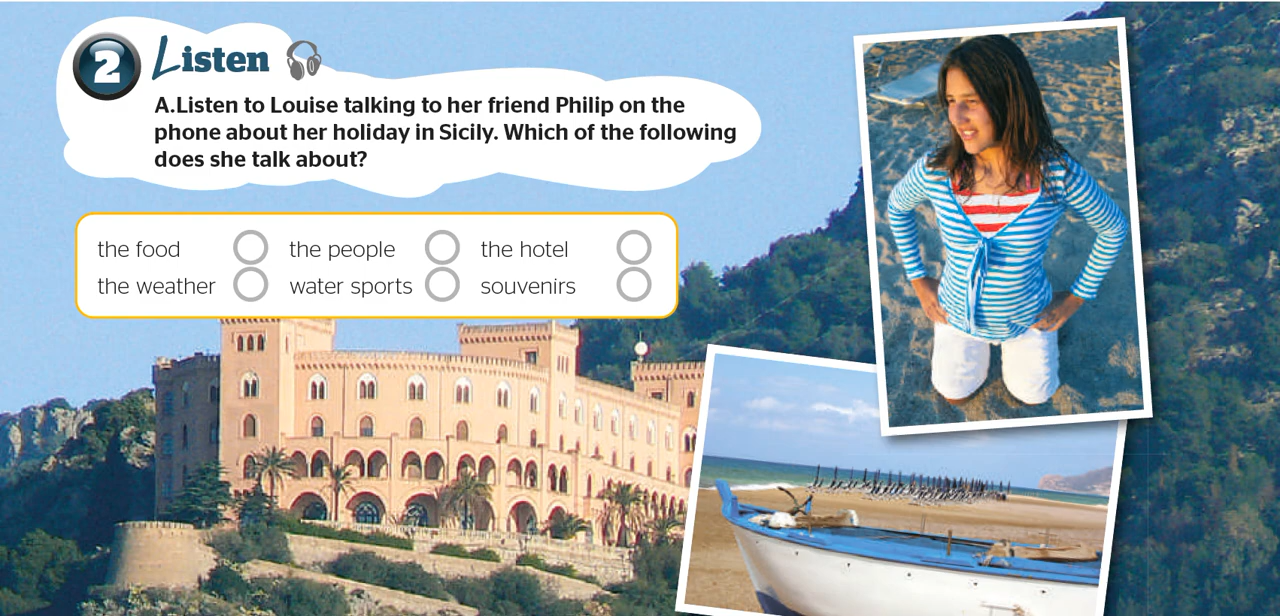 2 Listen
A.Listen to Louise talking to her friend Philip on the
phone about her holiday in Sicily. Which of the following
does she talk about?
the food the people the hotel
the weather water sports souvenirs